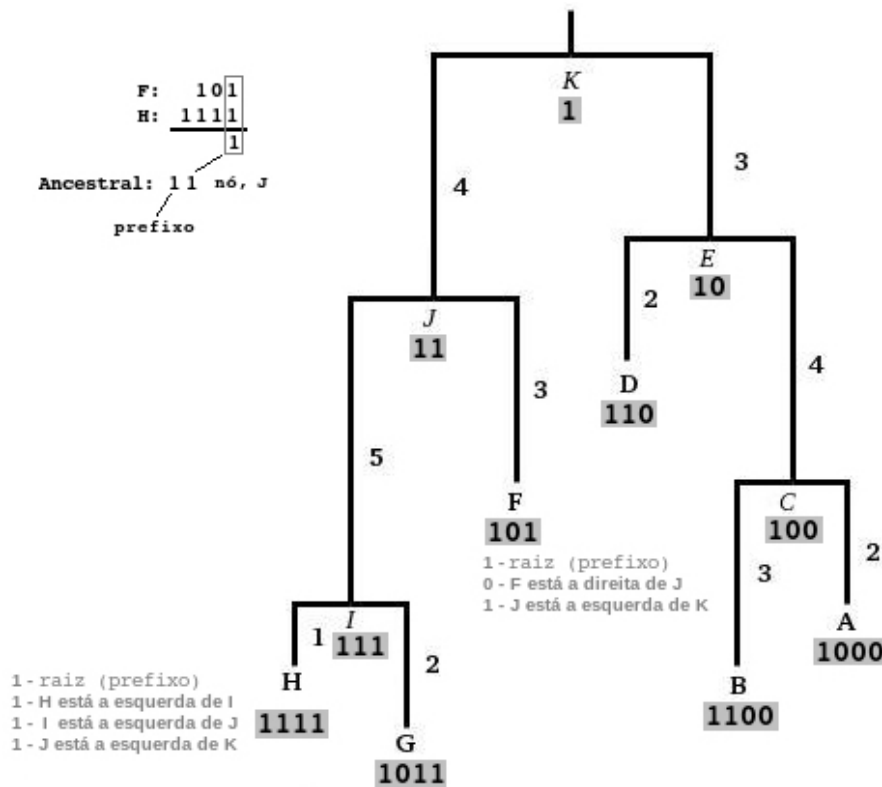 F: 101
H: 1111
1
Ancestral: 11 nó, J
prefixo
K
1
4
3
E
10
2
D
110
4
J
11
3
5
F
101
1 - raiz (prefixo)
0 - F está a direita de J
1 - J está a esquerda de K
C
100
3
2
A
1000
B
1100
I
111
1
2
H
1111
G
1011
1 - raiz (prefixo)
1 - H está a esquerda de I
1 - I está a esquerda de J
1 - J está a esquerda de K